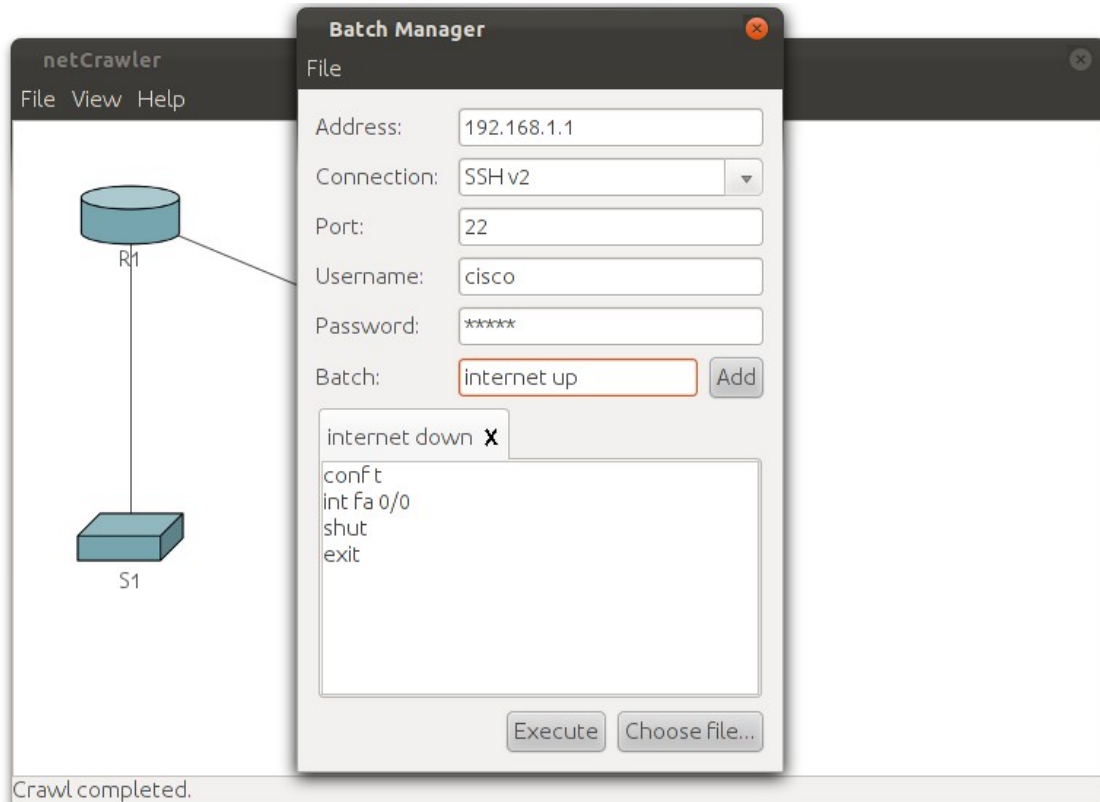 netCrawler
File View Help
R1
S1
Crawl completed.
Batch Manager
File
Address: 192.168.1.1
Connection: SSH v2
Port: 22
Username: cisco
Password: *****
Batch: internet up Add
internet down X
conf t
int fa 0/0
shut
exit
Execute Choose file...